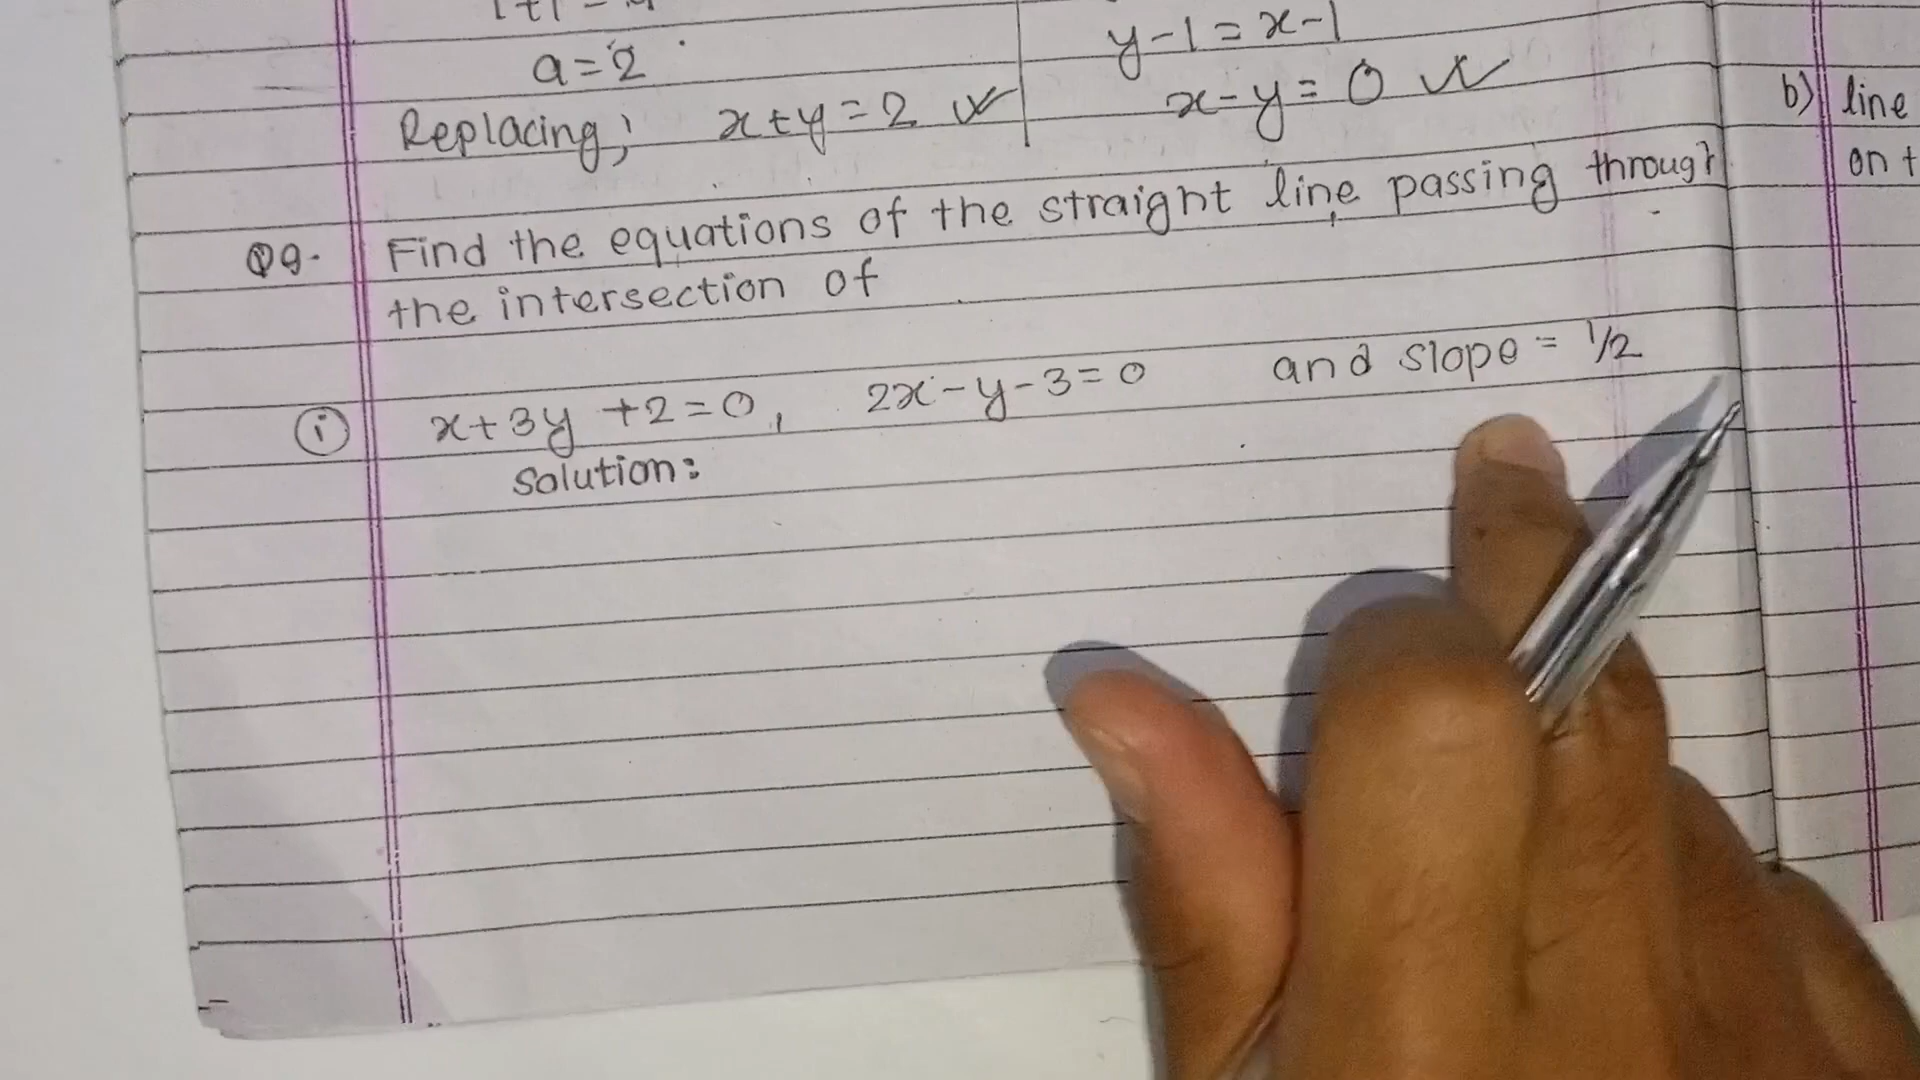 a=2
Replacing; x+y=2
y-1=x-1
x-y=0
Q9. Find the equations of the straight line passing through
the intersection of
i x+3y +2=0, 2x-y-3=0 and slope = 1/2
Solution:
b) line
on t